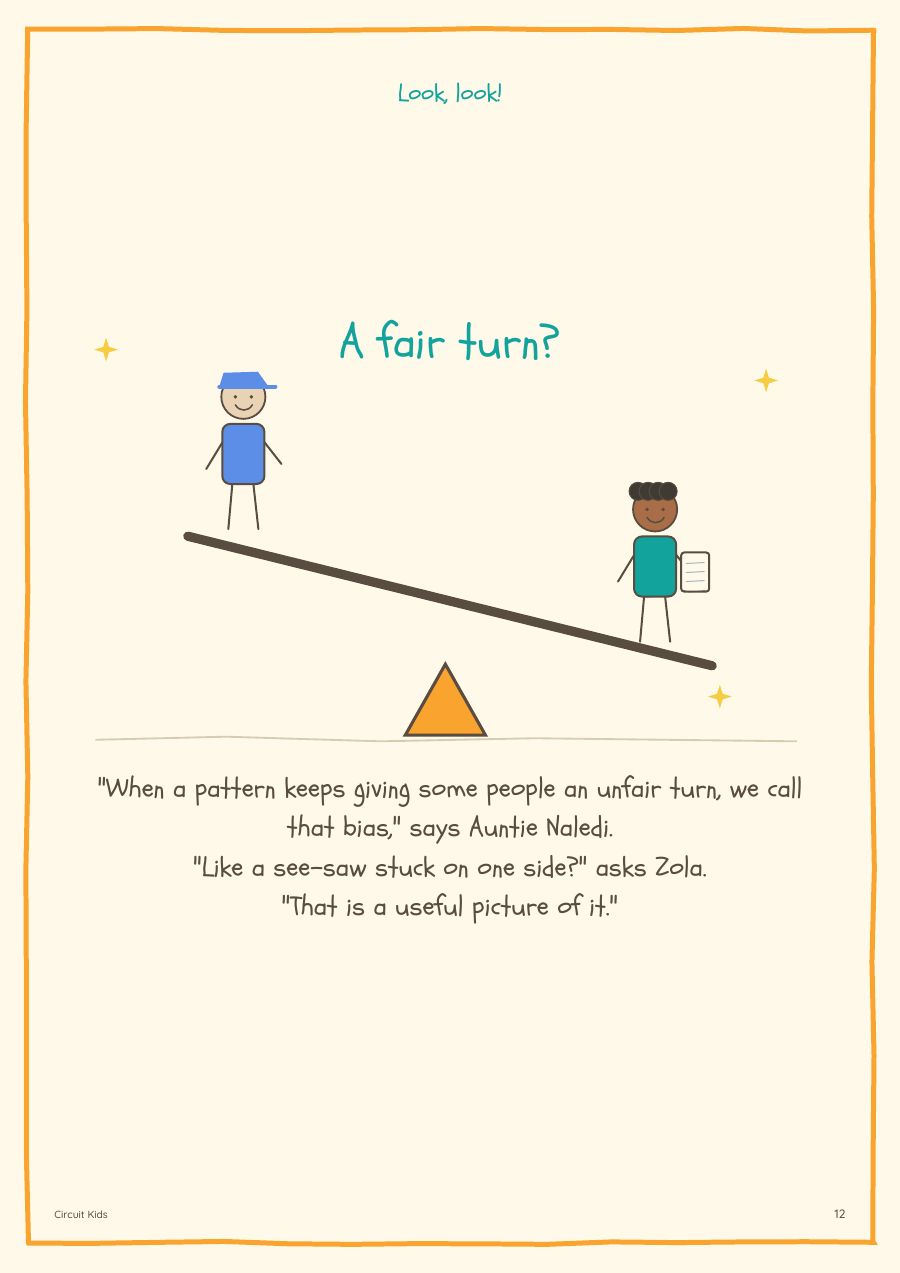 Look, look!
A fair turn?
"When a pattern keeps giving some people an unfair turn, we call
that bias," says Auntie Naledi.
"Like a see-saw stuck on one side?" asks Zola.
"That is a useful picture of it."
Circuit Kids
12